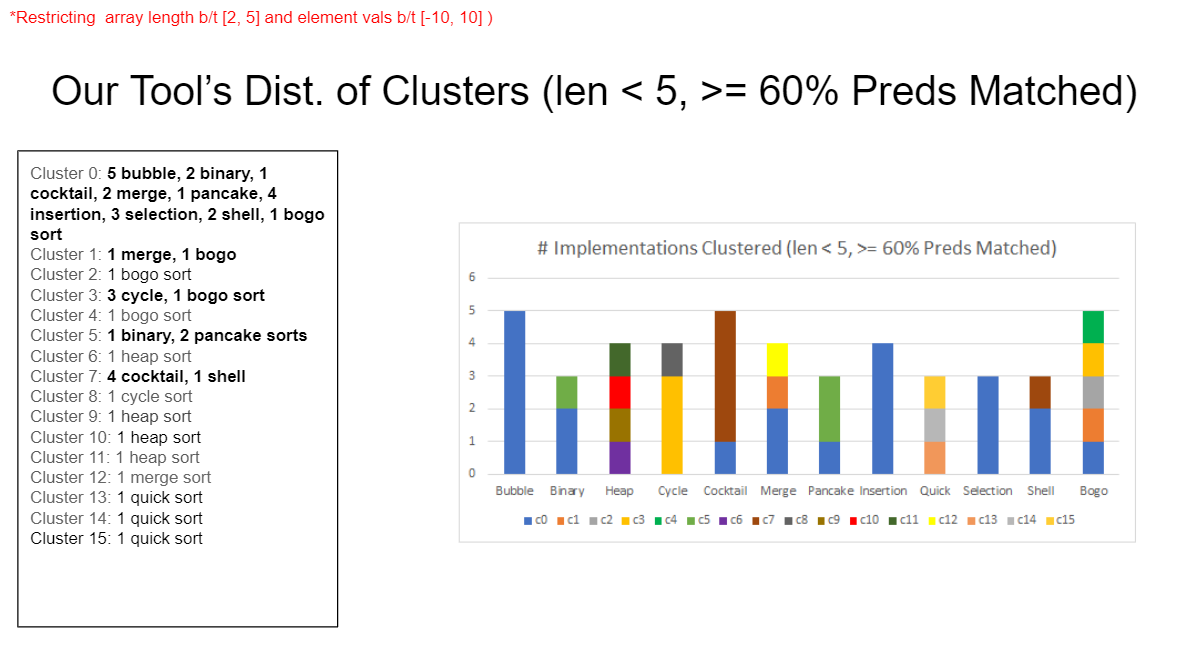 *Restricting  array length b/t [2, 5] and element vals b/t [-10, 10] )
Our Tool’s Dist. of Clusters (len < 5, >= 60% Preds Matched)
Cluster 0: 5 bubble, 2 binary, 1
cocktail, 2 merge, 1 pancake, 4
insertion, 3 selection, 2 shell, 1 bogo
sort
Cluster 1: 1 merge, 1 bogo
Cluster 2: 1 bogo sort
Cluster 3: 3 cycle, 1 bogo sort
Cluster 4: 1 bogo sort
Cluster 5: 1 binary, 2 pancake sorts
Cluster 6: 1 heap sort
Cluster 7: 4 cocktail, 1 shell
Cluster 8: 1 cycle sort
Cluster 9: 1 heap sort
Cluster 10: 1 heap sort
Cluster 11: 1 heap sort
Cluster 12: 1 merge sort
Cluster 13: 1 quick sort
Cluster 14: 1 quick sort
Cluster 15: 1 quick sort
# Implementations Clustered (len < 5, >= 60% Preds Matched)
6
5
4
3
2
1
0
Bubble Binary Heap Cycle Cocktail Merge Pancake Insertion Quick Selection Shell Bogo
c0 c1 c2 c3 c4 c5 c6 c7 c8 c9 c10 c11 c12 c13 c14 c15